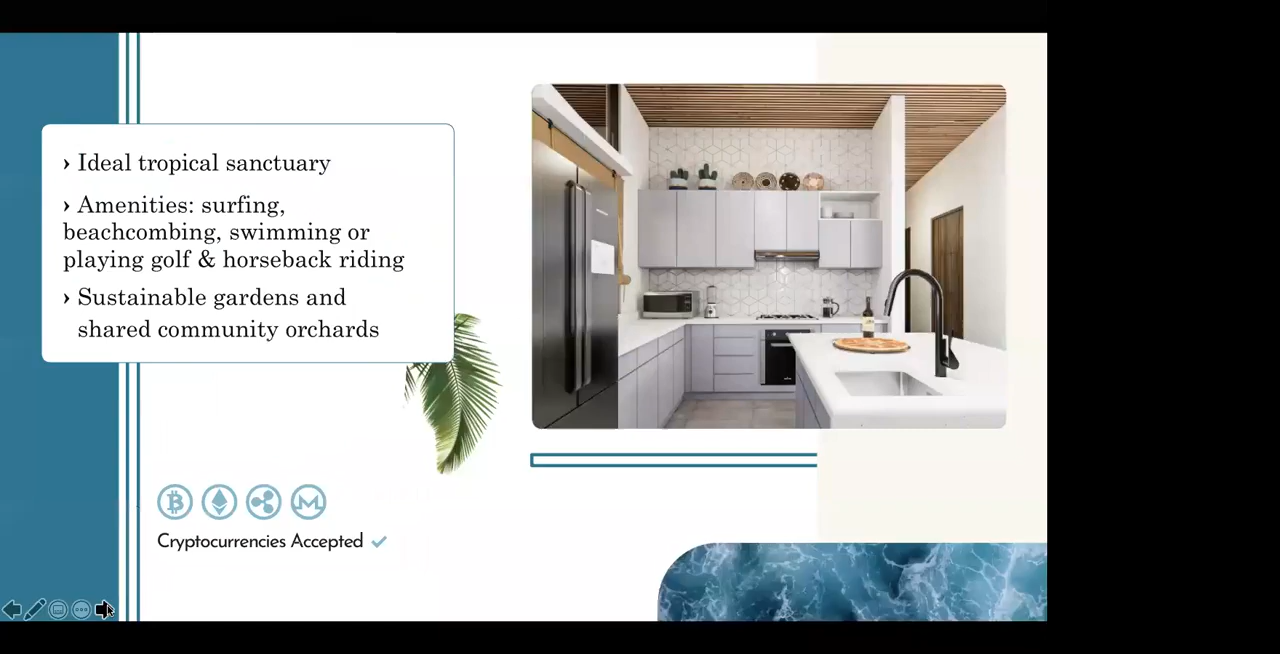 › Ideal tropical sanctuary
› Amenities: surfing,
beachcombing, swimming or
playing golf & horseback riding
› Sustainable gardens and
shared community orchards
Cryptocurrencies Accepted